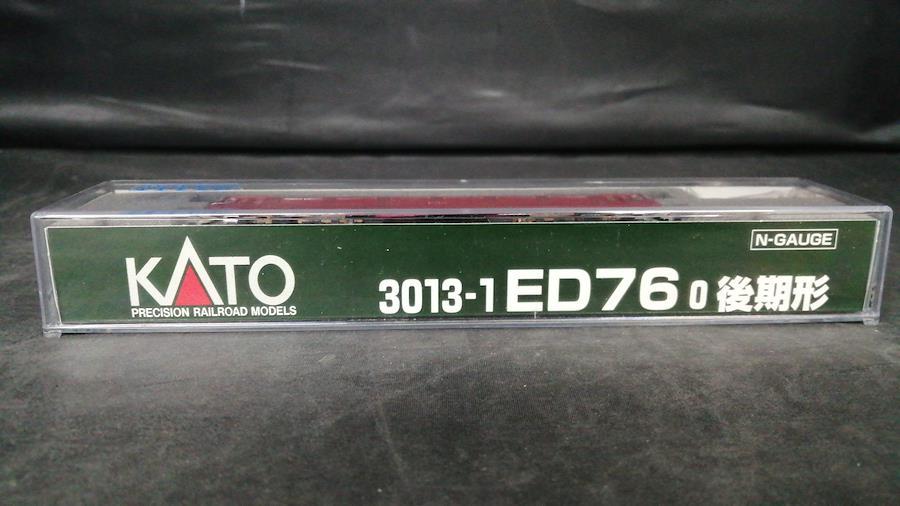 N-GAUGE
KATO
PRECISION RAILROAD MODELS
3013-1 ED76 0 後期形